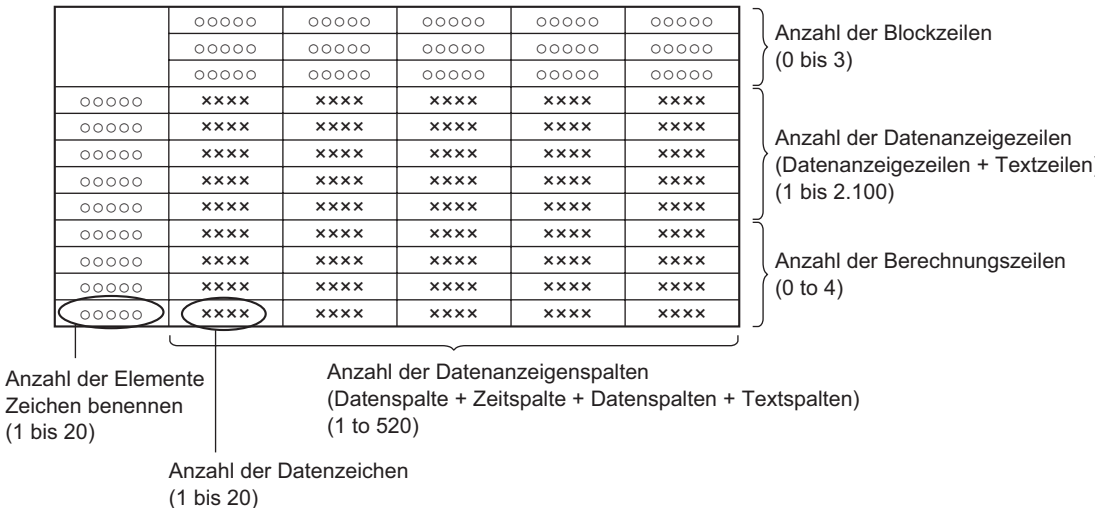 ○○○○○ ○○○○○ ○○○○○ ○○○○○ ○○○○○
○○○○○ ○○○○○ ○○○○○ ○○○○○ ○○○○○
○○○○○ ○○○○○ ○○○○○ ○○○○○ ○○○○○
○○○○○ ×××× ×××× ×××× ×××× ××××
○○○○○ ×××× ×××× ×××× ×××× ××××
○○○○○ ×××× ×××× ×××× ×××× ××××
○○○○○ ×××× ×××× ×××× ×××× ××××
○○○○○ ×××× ×××× ×××× ×××× ××××
○○○○○ ×××× ×××× ×××× ×××× ××××
○○○○○ ×××× ×××× ×××× ×××× ××××
○○○○○ ×××× ×××× ×××× ×××× ××××
○○○○○ ×××× ×××× ×××× ×××× ××××
Anzahl der Blockzeilen
(0 bis 3)
Anzahl der Datenanzeigezeilen
(Datenanzeigezeilen + Textzeilen)
(1 bis 2.100)
Anzahl der Berechnungszeilen
(0 to 4)
Anzahl der Elemente
Zeichen benennen
(1 bis 20)
Anzahl der Datenanzeigenspalten
(Datenspalte + Zeitspalte + Datenspalten + Textspalten)
(1 to 520)
Anzahl der Datenzeichen
(1 bis 20)